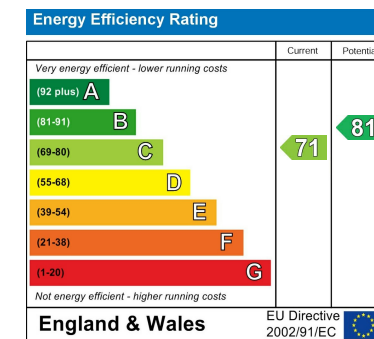 Energy Efficiency Rating
Current Potentia
Very energy efficient - lower running costs
(92 plus) A
(81-91) B
(69-80) C
(55-68) D
(39-54) E
(21-38) F
(1-20) G
71
81
Not energy efficient - higher running costs
England & Wales
EU Directive
2002/91/EC